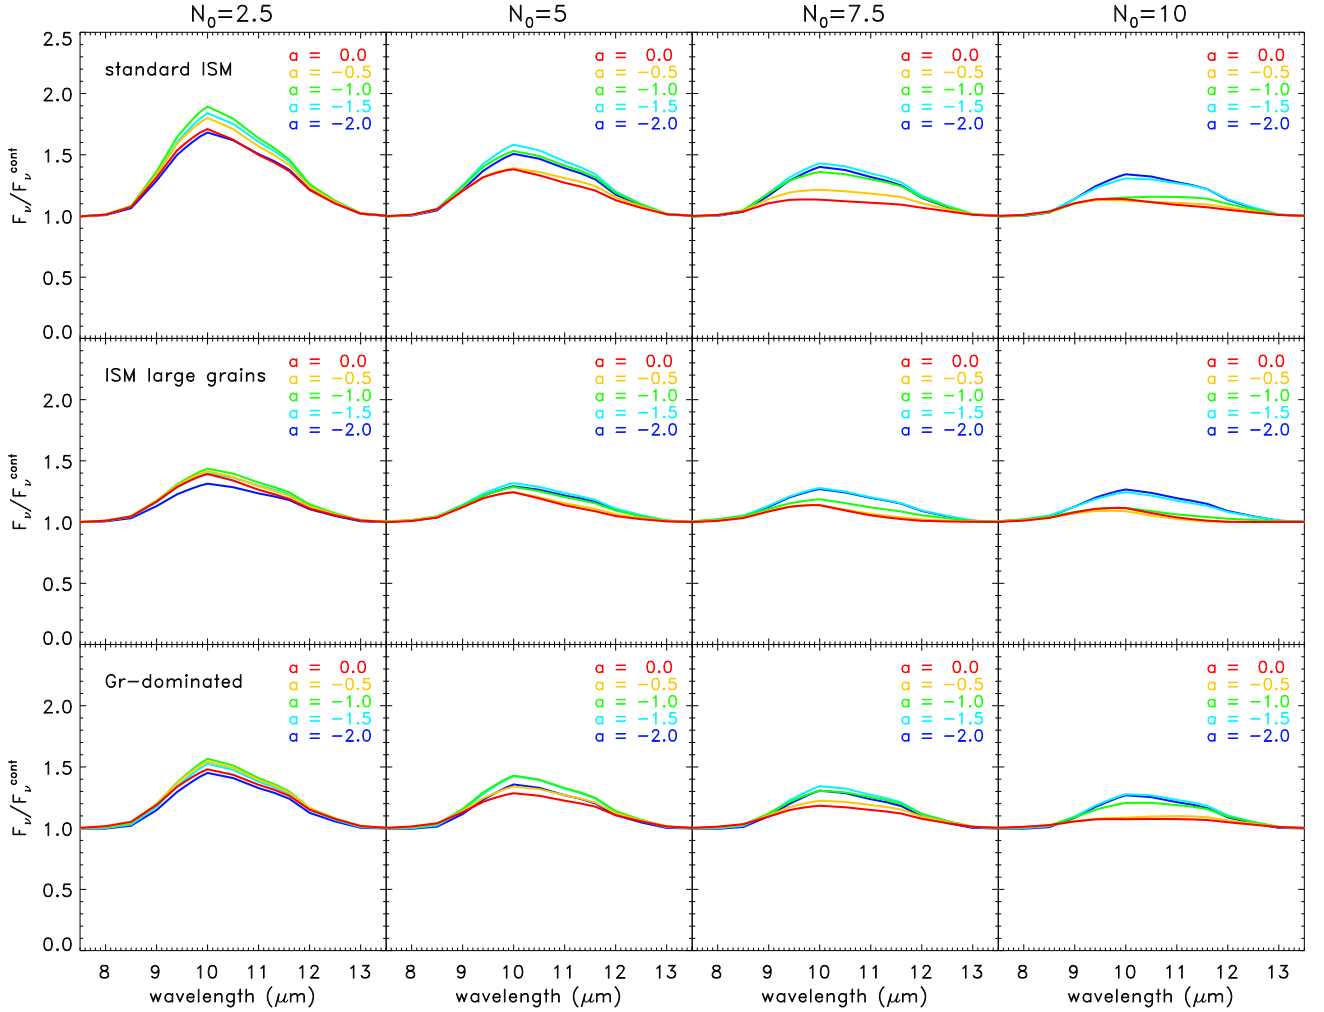 N₀=2.5 N₀=5 N₀=7.5 N₀=10
2.5
2.0
1.5
1.0
0.5
0.0
Fν/Fν^cont
standard ISM
a = 0.0
a = −0.5
a = −1.0
a = −1.5
a = −2.0
a = 0.0
a = −0.5
a = −1.0
a = −1.5
a = −2.0
a = 0.0
a = −0.5
a = −1.0
a = −1.5
a = −2.0
a = 0.0
a = −0.5
a = −1.0
a = −1.5
a = −2.0
2.0
1.5
1.0
0.5
0.0
Fν/Fν^cont
ISM large grains
a = 0.0
a = −0.5
a = −1.0
a = −1.5
a = −2.0
a = 0.0
a = −0.5
a = −1.0
a = −1.5
a = −2.0
a = 0.0
a = −0.5
a = −1.0
a = −1.5
a = −2.0
a = 0.0
a = −0.5
a = −1.0
a = −1.5
a = −2.0
2.0
1.5
1.0
0.5
0.0
Fν/Fν^cont
Gr−dominated
a = 0.0
a = −0.5
a = −1.0
a = −1.5
a = −2.0
a = 0.0
a = −0.5
a = −1.0
a = −1.5
a = −2.0
a = 0.0
a = −0.5
a = −1.0
a = −1.5
a = −2.0
a = 0.0
a = −0.5
a = −1.0
a = −1.5
a = −2.0
8 9 10 11 12 13 8 9 10 11 12 13 8 9 10 11 12 13 8 9 10 11 12 13
wavelength (μm) wavelength (μm) wavelength (μm) wavelength (μm)